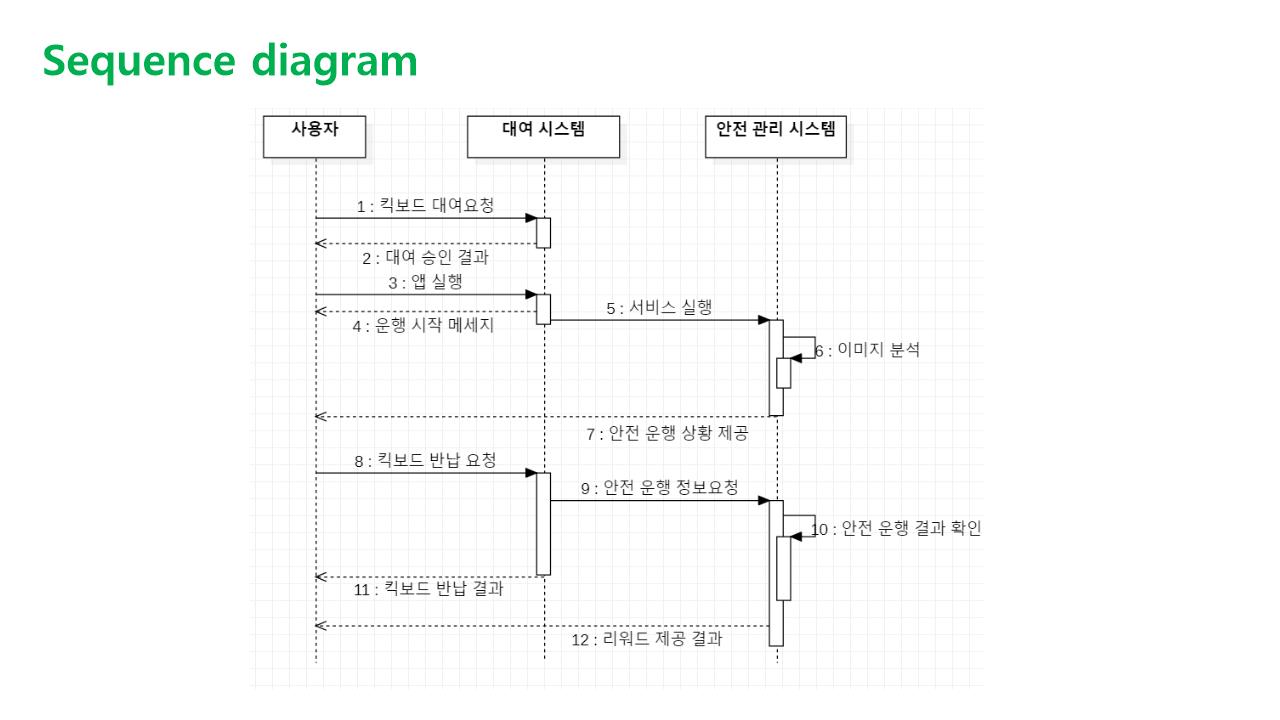 Sequence diagram
사용자
대여 시스템
안전 관리 시스템
1 : 킥보드 대여요청
2 : 대여 승인 결과
3 : 앱 실행
4 : 운행 시작 메세지
5 : 서비스 실행
6 : 이미지 분석
7 : 안전 운행 상황 제공
8 : 킥보드 반납 요청
9 : 안전 운행 정보요청
10 : 안전 운행 결과 확인
11 : 킥보드 반납 결과
12 : 리워드 제공 결과